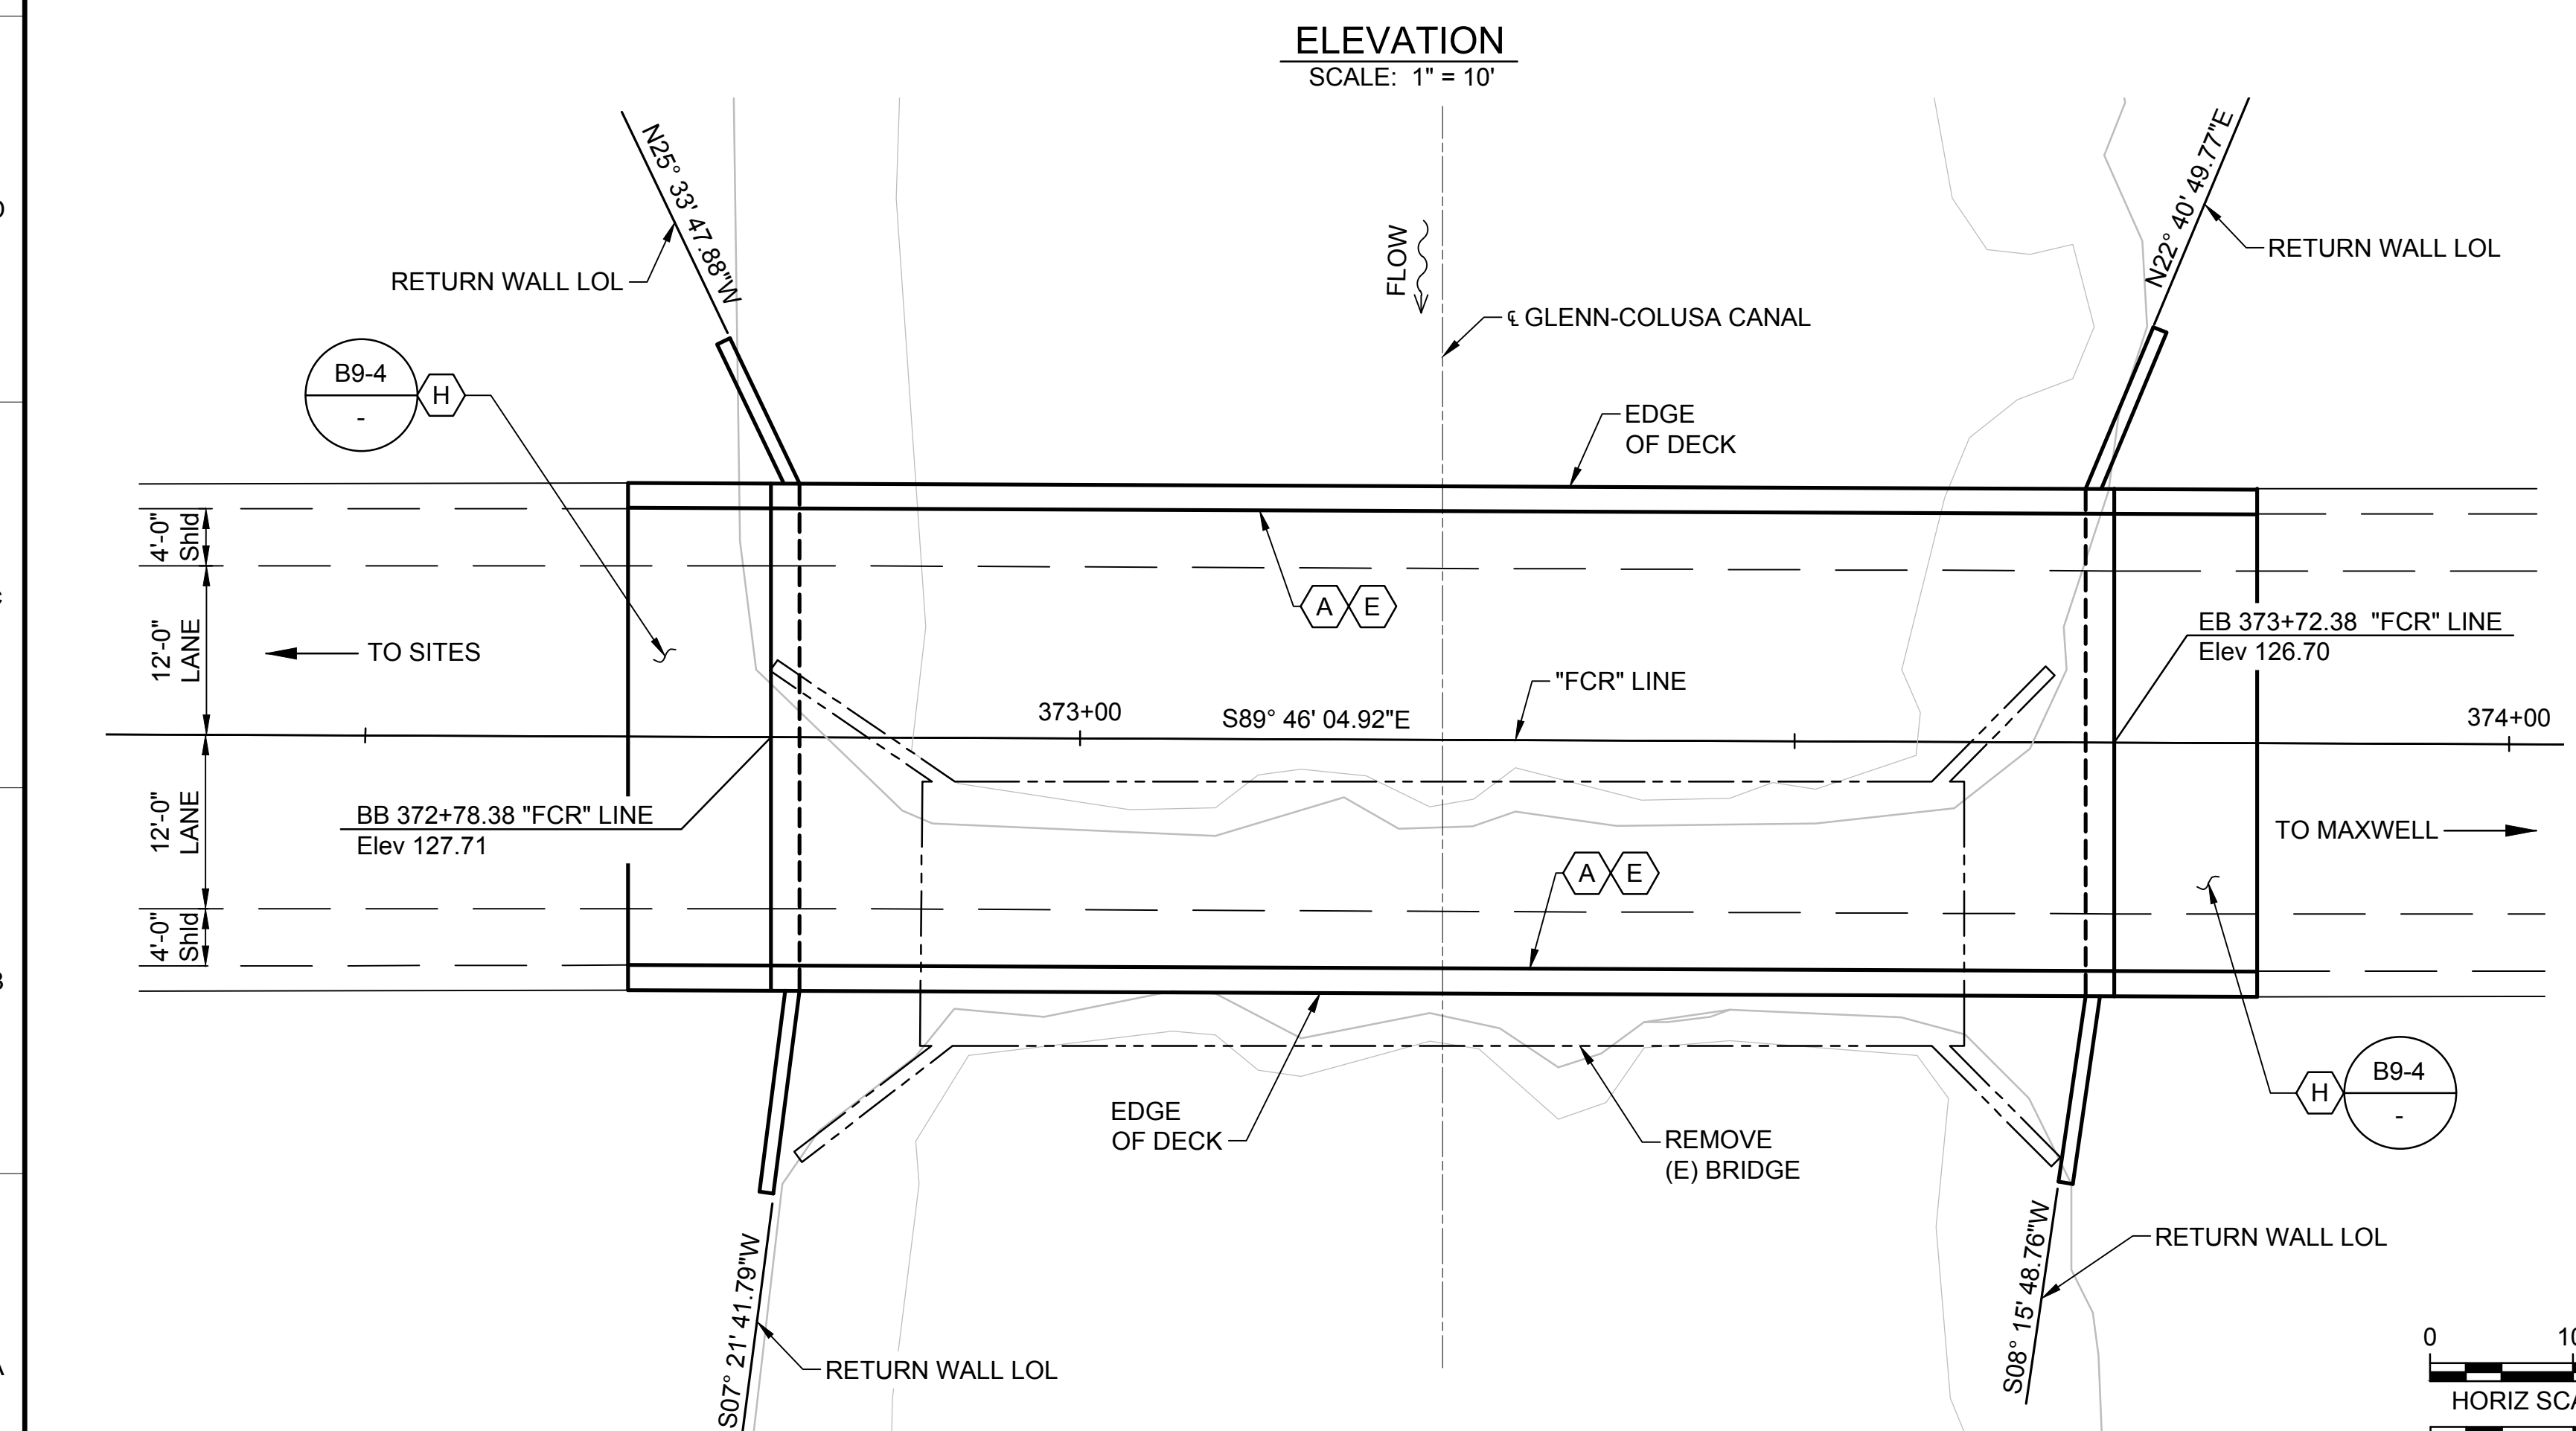 ELEVATION
SCALE: 1" = 10'
N25° 33' 47.88"W
N22° 40' 49.77"E
RETURN WALL LOL
RETURN WALL LOL
FLOW
℄ GLENN-COLUSA CANAL
B9-4
H
-
EDGE
OF DECK
4'-0"
Shld
A E
12'-0"
LANE
TO SITES
EB 373+72.38 "FCR" LINE
Elev 126.70
"FCR" LINE
373+00
S89° 46' 04.92"E
374+00
BB 372+78.38 "FCR" LINE
Elev 127.71
12'-0"
LANE
TO MAXWELL
A E
4'-0"
Shld
EDGE
OF DECK
REMOVE
(E) BRIDGE
H
B9-4
-
S07° 21' 41.79"W
S08° 15' 48.76"W
RETURN WALL LOL
RETURN WALL LOL
0
HORIZ